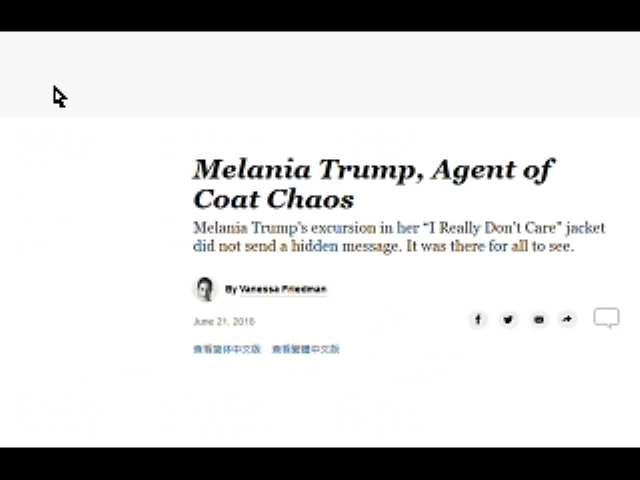 Melania Trump, Agent of
Coat Chaos
Melania Trump's excursion in her “I Really Don't Care” jacket
did not send a hidden message. It was there for all to see.
By Vanessa Friedman
June 21, 2018
查看简体中文版 查看繁體中文版